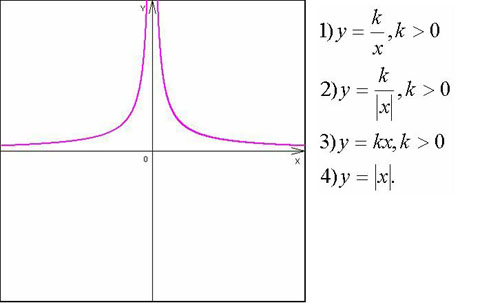 Y
0
X
1) y = k/x, k > 0
2) y = k/|x|, k > 0
3) y = kx, k > 0
4) y = |x|.